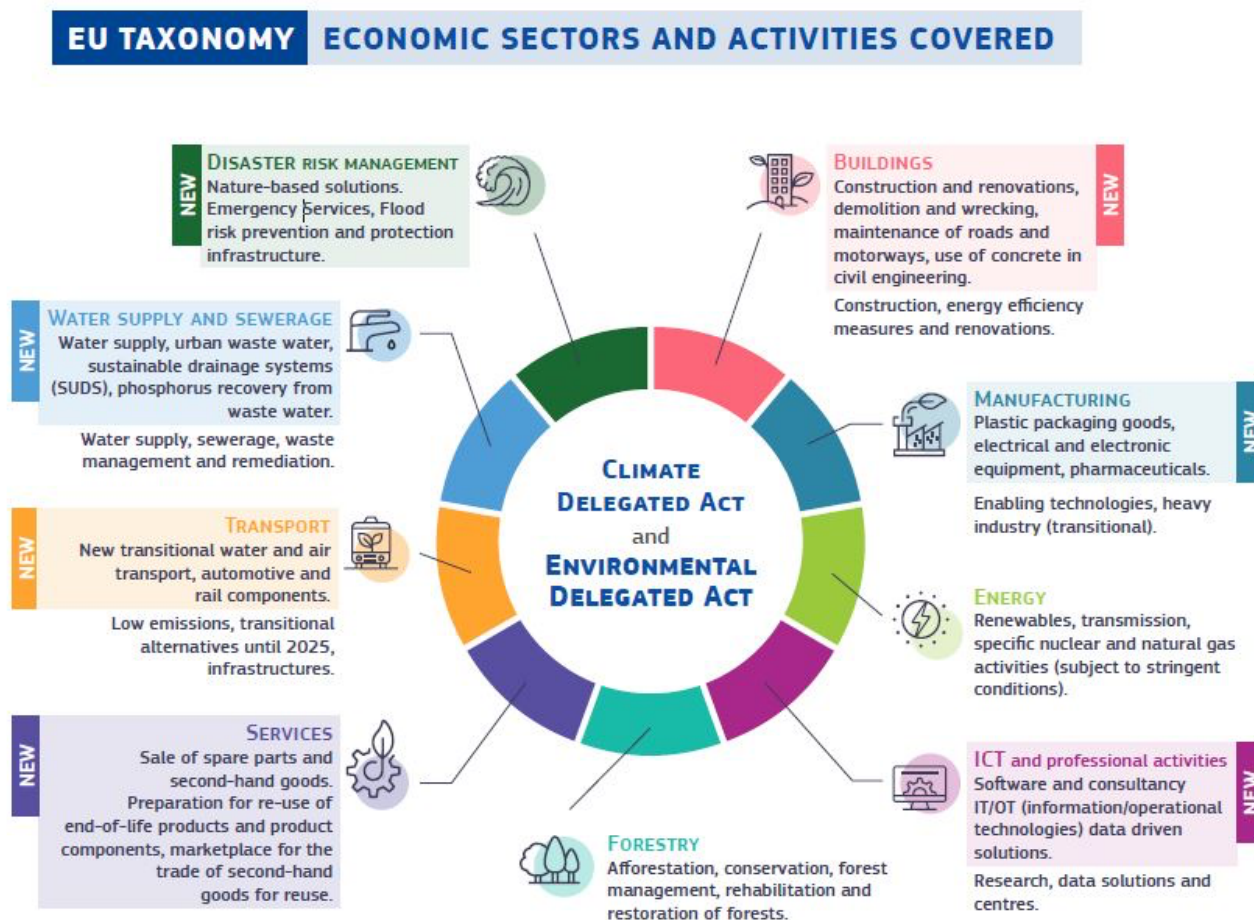 EU TAXONOMY ECONOMIC SECTORS AND ACTIVITIES COVERED
NEW
DISASTER RISK MANAGEMENT
Nature-based solutions.
Emergency Services, Flood
risk prevention and protection
infrastructure.
BUILDINGS
Construction and renovations,
demolition and wrecking,
maintenance of roads and
motorways, use of concrete in
civil engineering.
NEW
Construction, energy efficiency
measures and renovations.
NEW
WATER SUPPLY AND SEWERAGE
Water supply, urban waste water,
sustainable drainage systems
(SUDS), phosphorus recovery from
waste water.
Water supply, sewerage, waste
management and remediation.
MANUFACTURING
Plastic packaging goods,
electrical and electronic
equipment, pharmaceuticals.
NEW
Enabling technologies, heavy
industry (transitional).
CLIMATE
DELEGATED ACT
and
ENVIRONMENTAL
DELEGATED ACT
NEW
TRANSPORT
New transitional water and air
transport, automotive and
rail components.
Low emissions, transitional
alternatives until 2025,
infrastructures.
ENERGY
Renewables, transmission,
specific nuclear and natural gas
activities (subject to stringent
conditions).
NEW
SERVICES
Sale of spare parts and
second-hand goods.
Preparation for re-use of
end-of-life products and product
components, marketplace for the
trade of second-hand
goods for reuse.
ICT and professional activities
Software and consultancy
IT/OT (information/operational
technologies) data driven
solutions.
NEW
Research, data solutions and
centres.
FORESTRY
Afforestation, conservation, forest
management, rehabilitation and
restoration of forests.